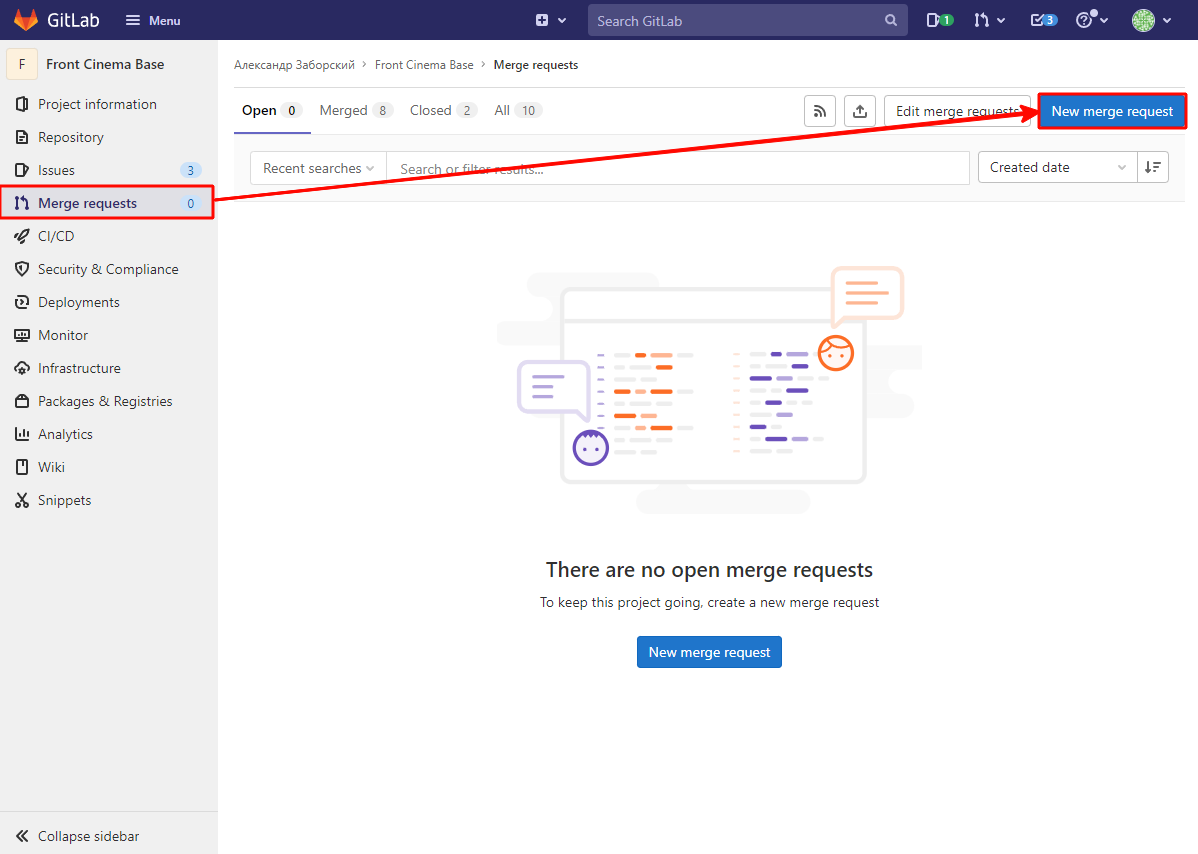 GitLab Menu Search GitLab 1 3
F Front Cinema Base
Александр Заборский › Front Cinema Base › Merge requests
Project information
Repository
Issues 3
Merge requests 0
CI/CD
Security & Compliance
Deployments
Monitor
Infrastructure
Packages & Registries
Analytics
Wiki
Snippets
Collapse sidebar
Open 0 Merged 8 Closed 2 All 10 Edit merge requests New merge request
Recent searches Search or filter results... Created date
There are no open merge requests
To keep this project going, create a new merge request
New merge request